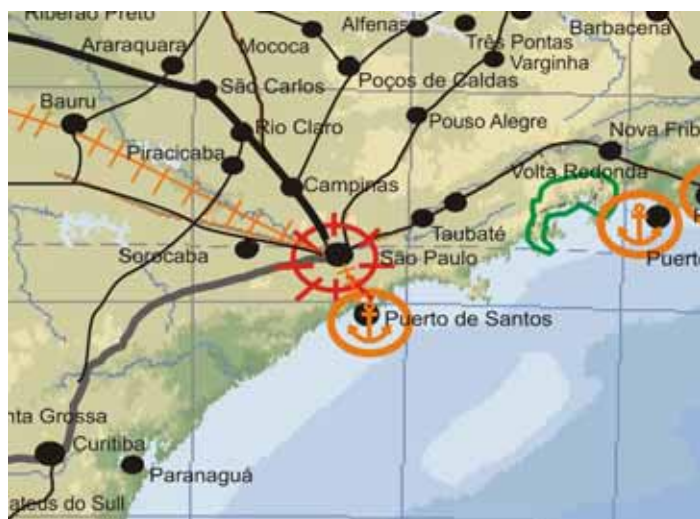 Ribeirão Preto
Alfenas
Barbacena
Araraquara
Mococa
Três Pontas
Varginha
São Carlos
Poços de Caldas
Bauru
Rio Claro
Pouso Alegre
Nova Frib
Piracicaba
Volta Redonda
Campinas
Taubaté
Sorocaba
São Paulo
Puerto
Puerto de Santos
nta Grossa
Curitiba
Paranaguá
ateus do Sull